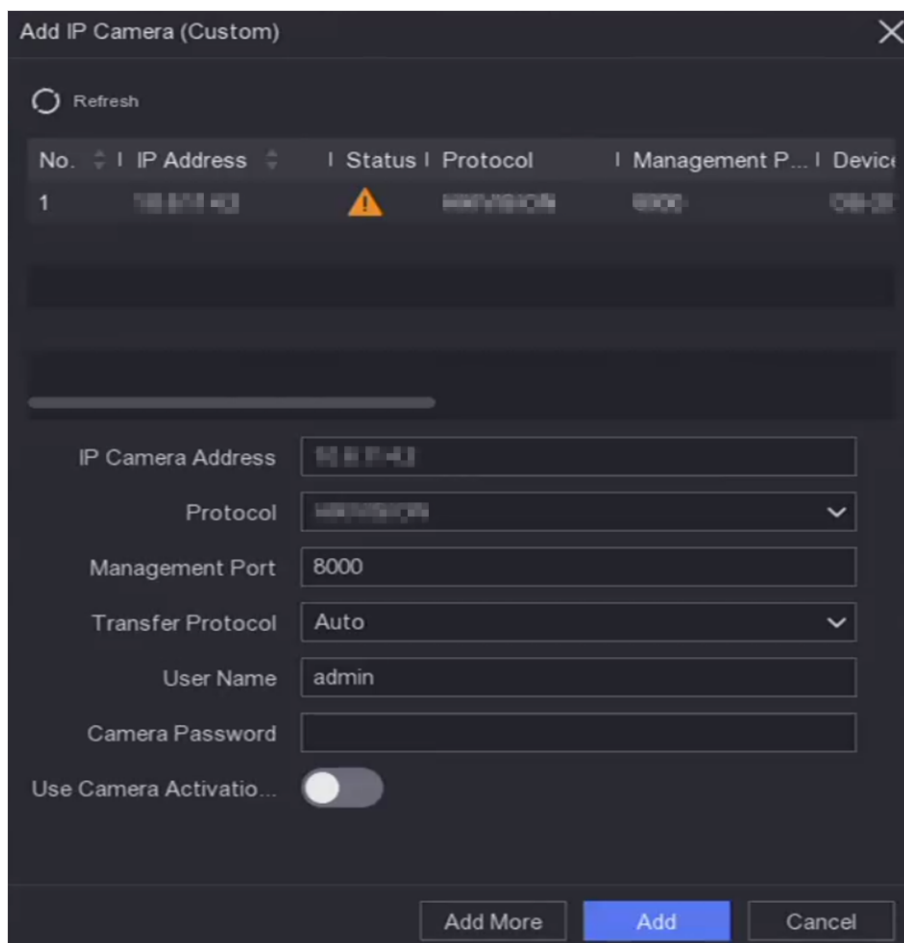 Add IP Camera (Custom)
Refresh
No. IP Address Status Protocol Management P... Device
1
IP Camera Address
Protocol
Management Port 8000
Transfer Protocol Auto
User Name admin
Camera Password
Use Camera Activatio...
Add More Add Cancel